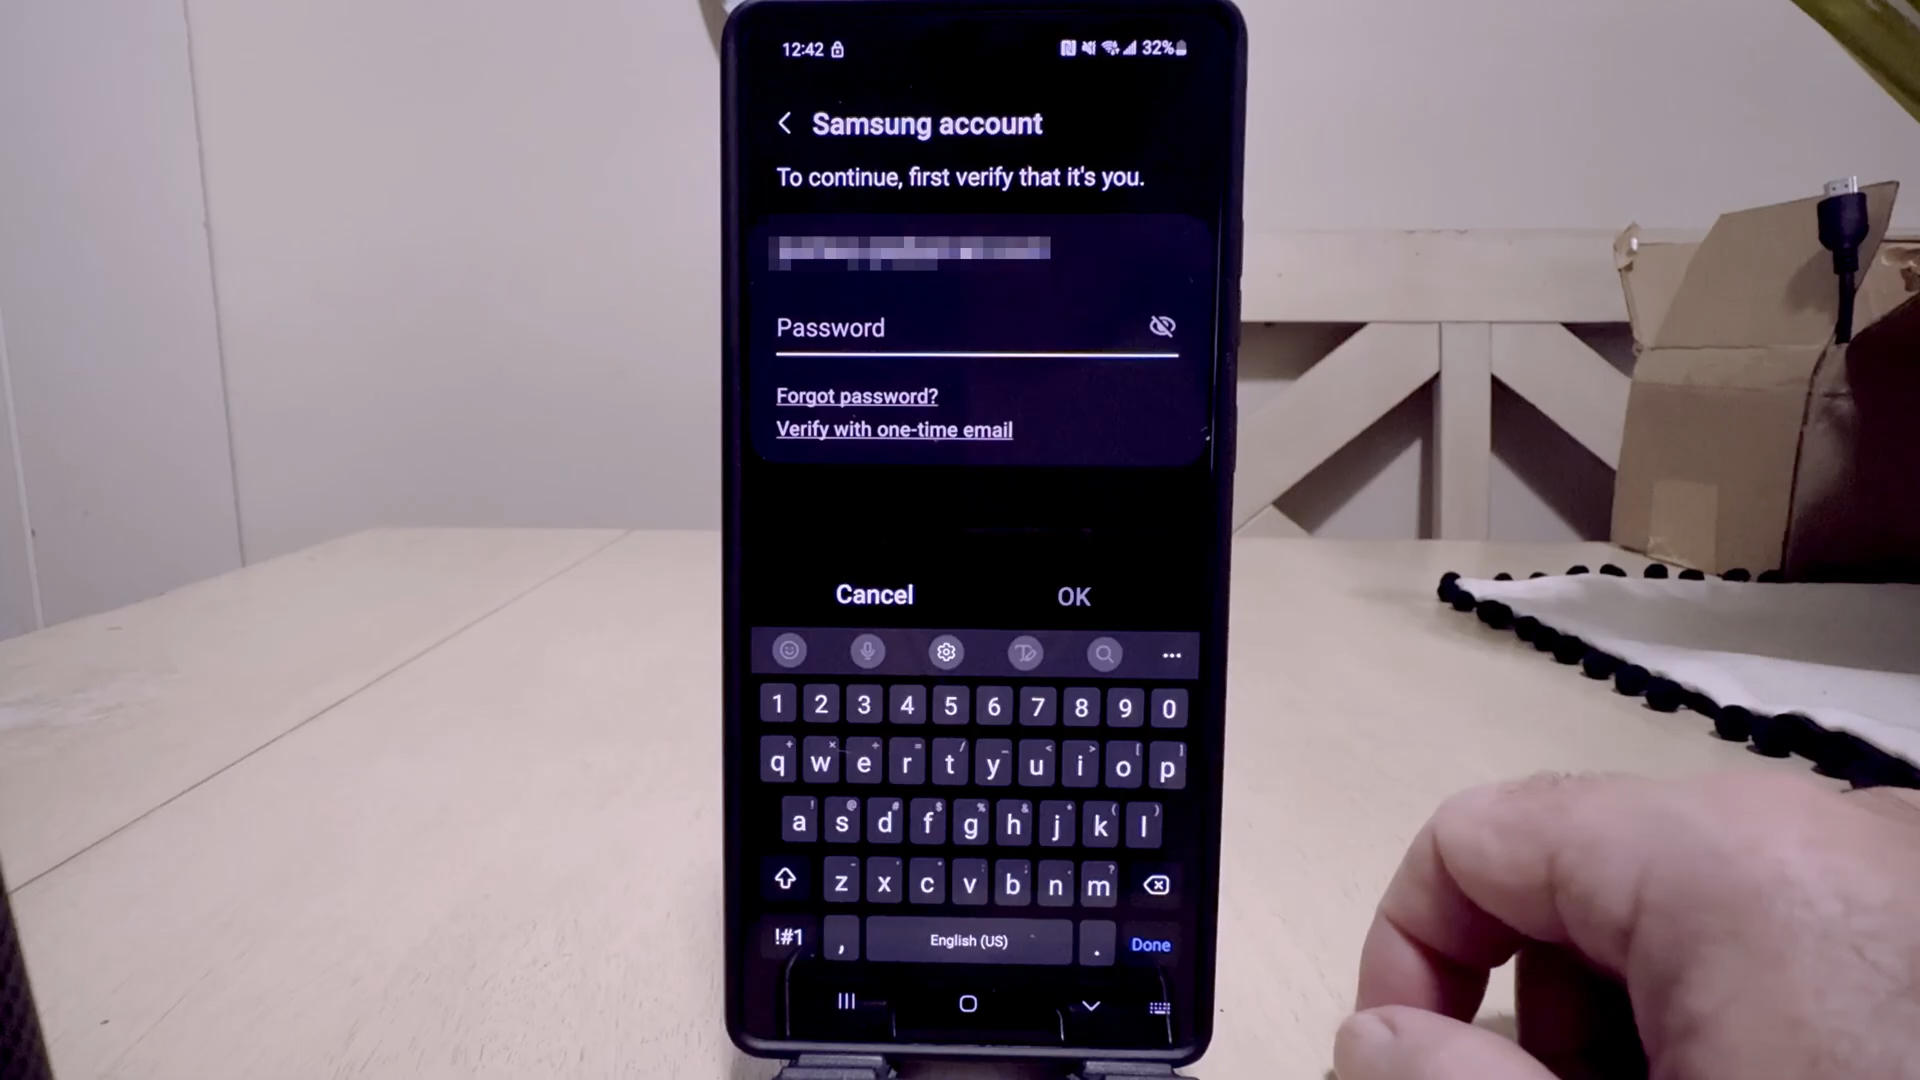 12:42
32%
Samsung account
To continue, first verify that it's you.
Password
Forgot password?
Verify with one-time email
Cancel OK
1 2 3 4 5 6 7 8 9 0
q w e r t y u i o p
a s d f g h j k l
z x c v b n m
!#1 , English (US) . Done